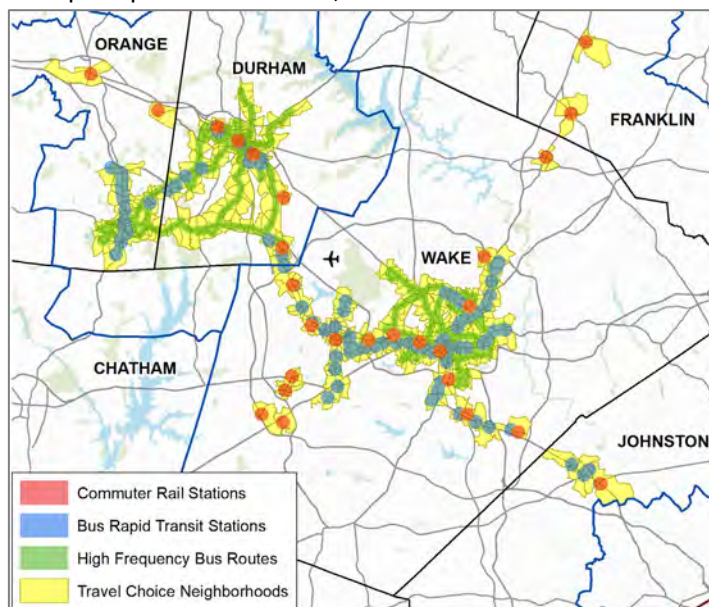 ORANGE
DURHAM
FRANKLIN
WAKE
CHATHAM
JOHNSTON
Commuter Rail Stations
Bus Rapid Transit Stations
High Frequency Bus Routes
Travel Choice Neighborhoods